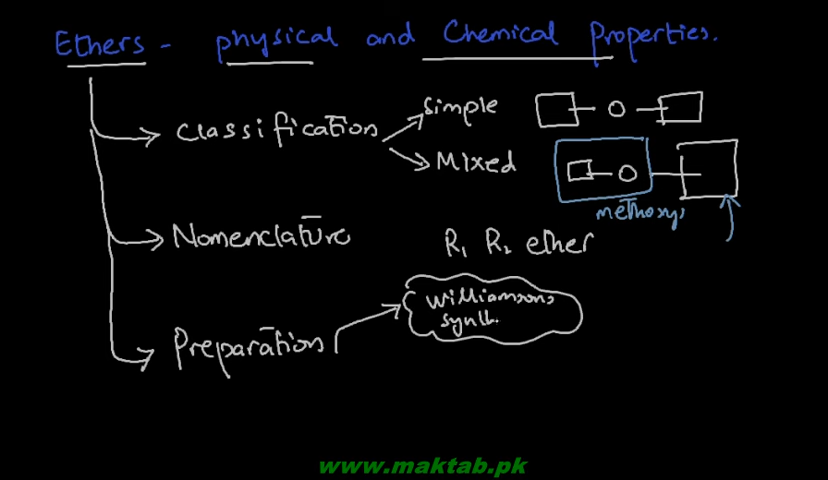 Ethers - physical and Chemical Properties.
Classification
Simple
O
Mixed
O
methoxy,
Nomenclature
R1 R2 ether
Williamsons
synth.
Preparation
www.maktab.pk